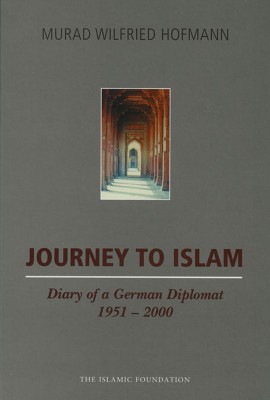 MURAD WILFRIED HOFMANN
JOURNEY TO ISLAM
Diary of a German Diplomat
1951 – 2000
THE ISLAMIC FOUNDATION